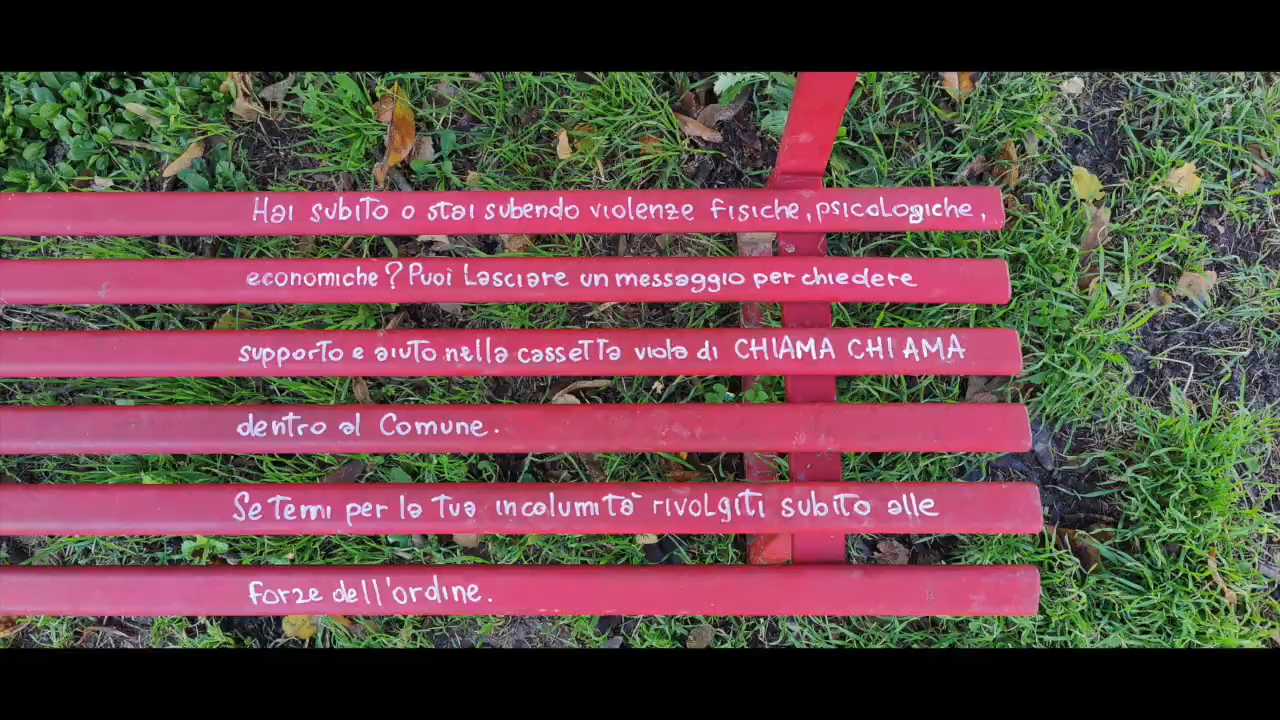 Hai subito o stai subendo violenze fisiche, psicologiche,
economiche? Puoi Lasciare un messaggio per chiedere
supporto e aiuto nella cassetta viola di CHIAMA CHI AMA
dentro al Comune.
Se temi per la tua incolumità rivolgiti subito alle
forze dell'ordine.